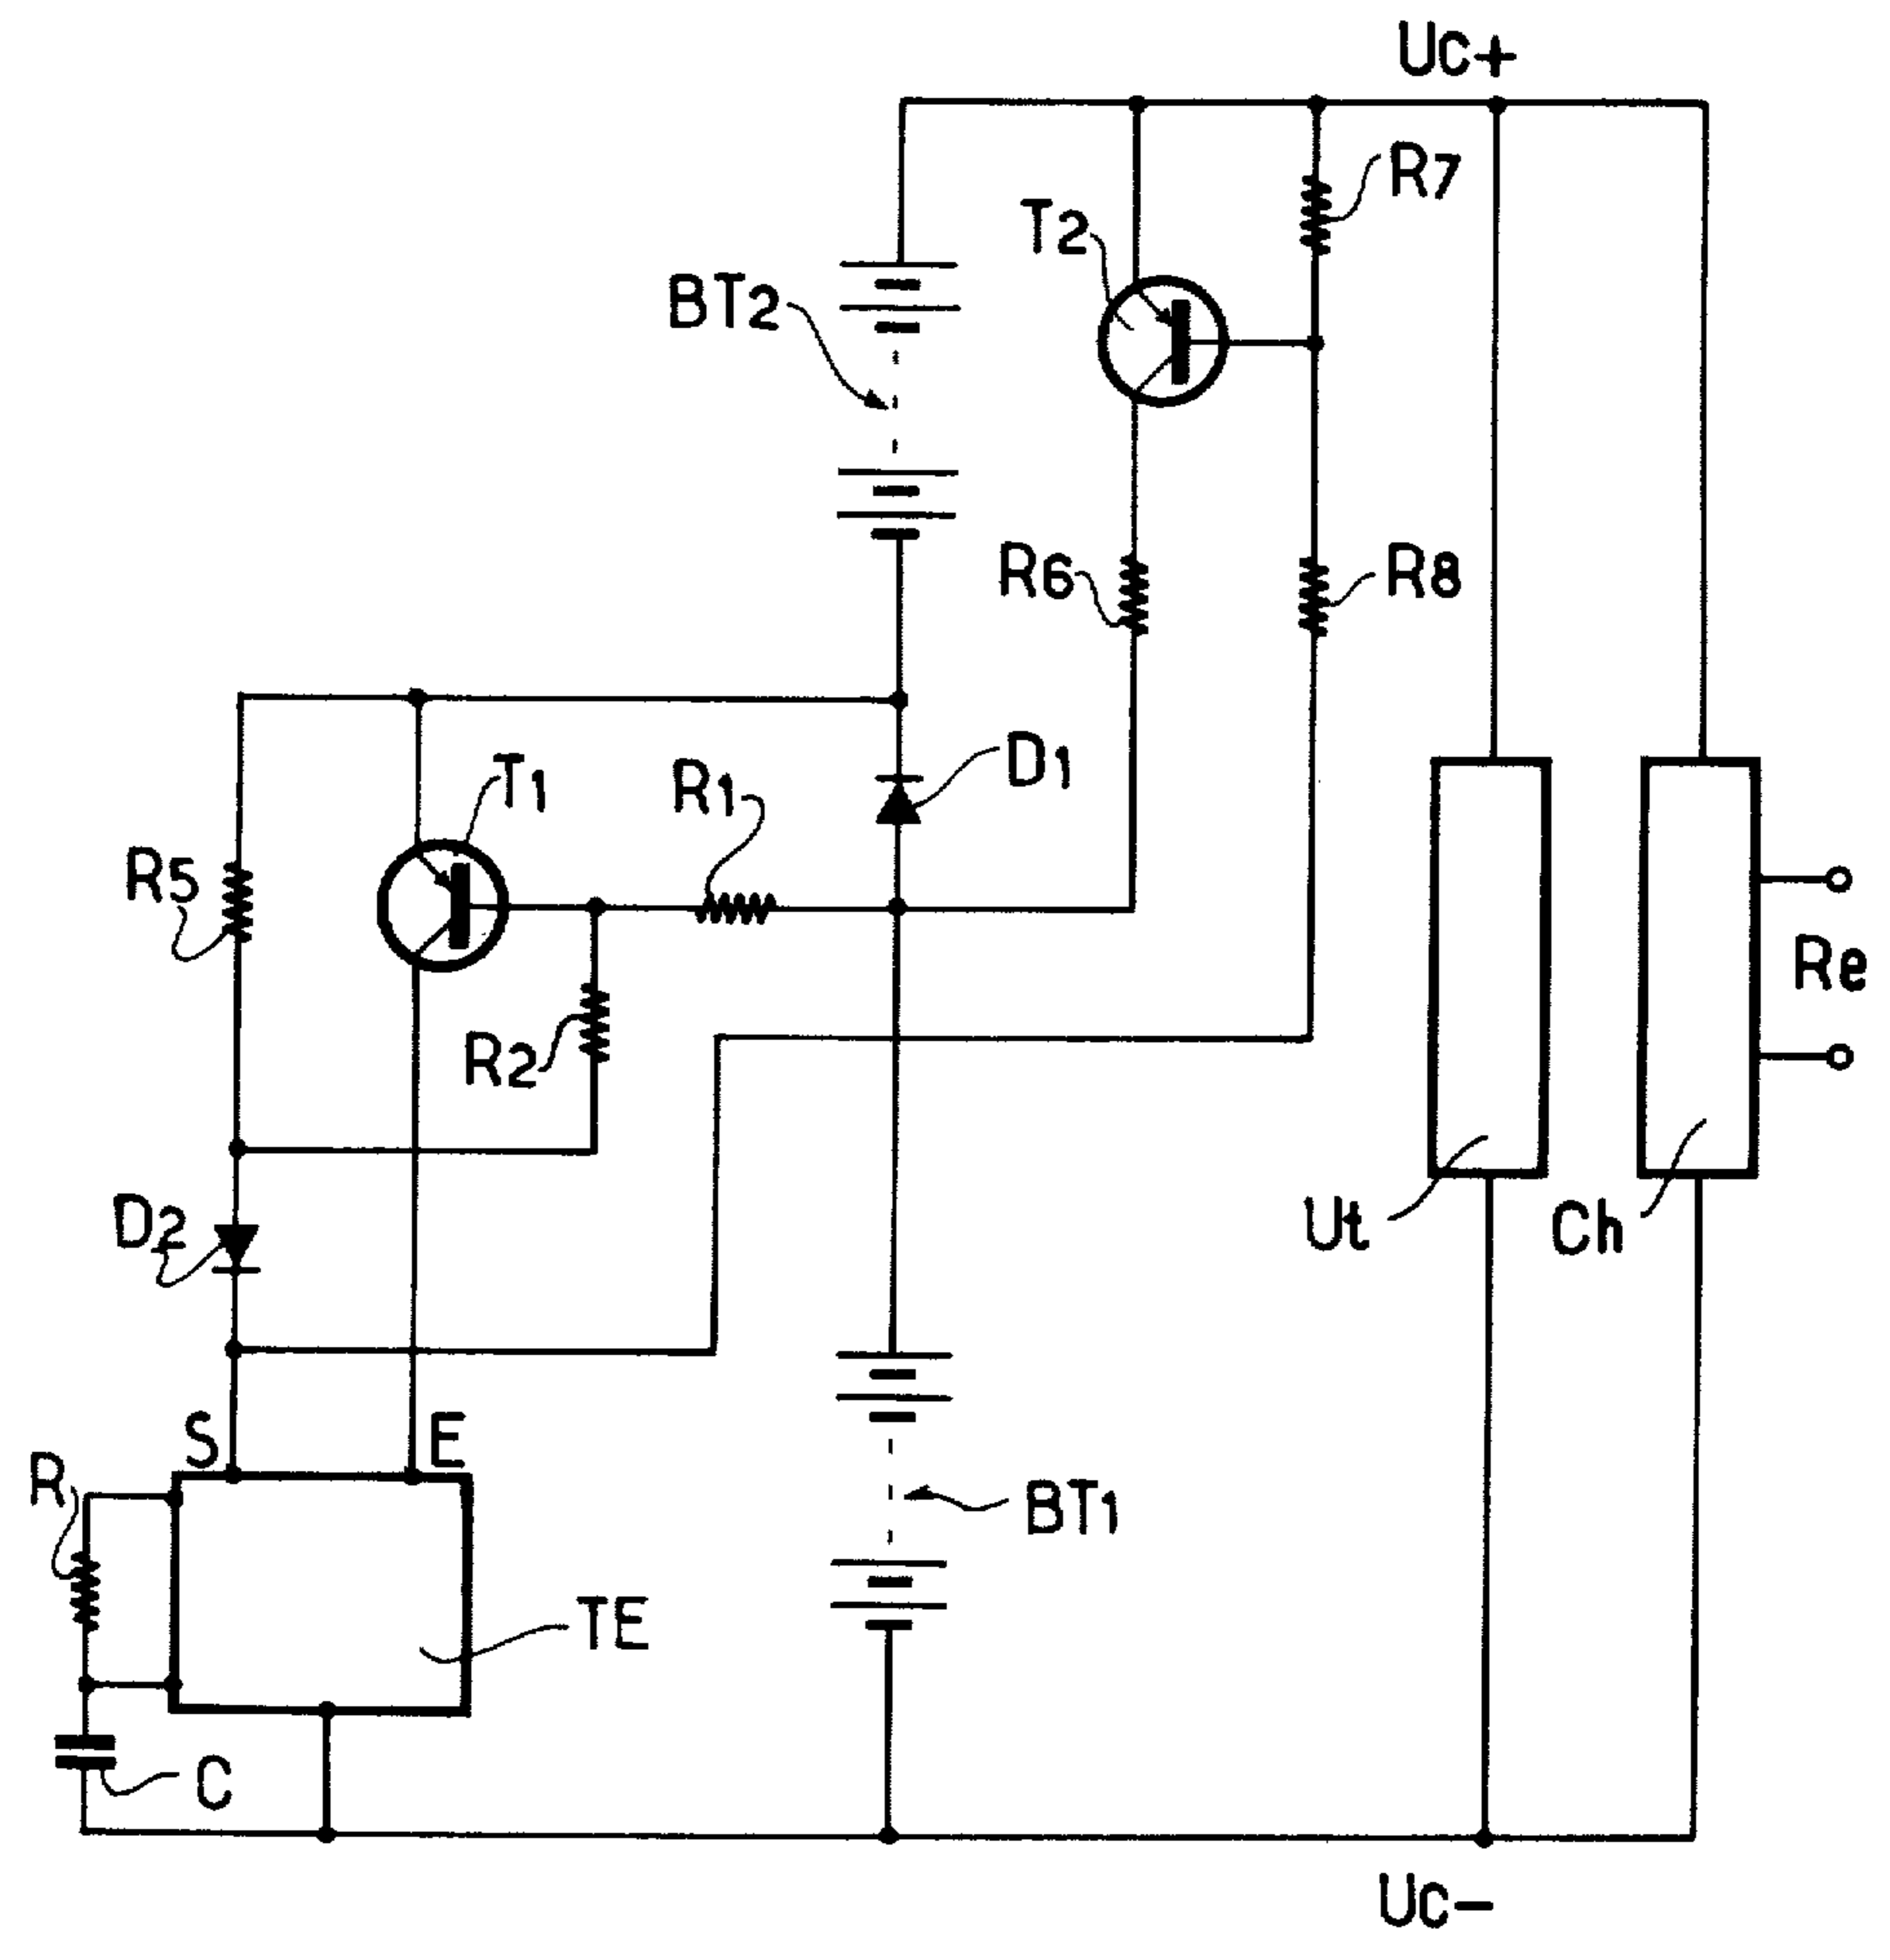 Uc+
R7
T2
BT2
R6
R8
T1
R1
D1
R5
Re
R2
D2
Ut
Ch
S
E
R
BT1
TE
C
Uc-